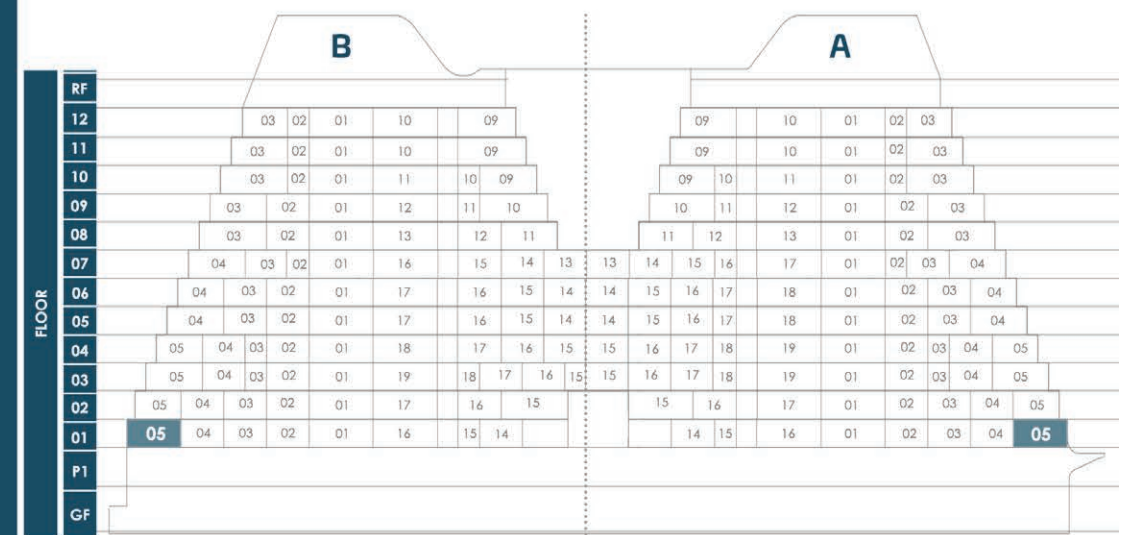 B A
FLOOR
RF
12 03 02 01 10 09 09 10 01 02 03
11 03 02 01 10 09 09 10 01 02 03
10 03 02 01 11 10 09 09 10 11 01 02 03
09 03 02 01 12 11 10 10 11 12 01 02 03
08 03 02 01 13 12 11 11 12 13 01 02 03
07 04 03 02 01 16 15 14 13 13 14 15 16 17 01 02 03 04
06 04 03 02 01 17 16 15 14 14 15 16 17 18 01 02 03 04
05 04 03 02 01 17 16 15 14 14 15 16 17 18 01 02 03 04
04 05 04 03 02 01 18 17 16 15 15 16 17 18 19 01 02 03 04 05
03 05 04 03 02 01 19 18 17 16 15 15 16 17 18 19 01 02 03 04 05
02 05 04 03 02 01 17 16 15 15 16 17 01 02 03 04 05
01 05 04 03 02 01 16 15 14 14 15 16 01 02 03 04 05
P1
GF